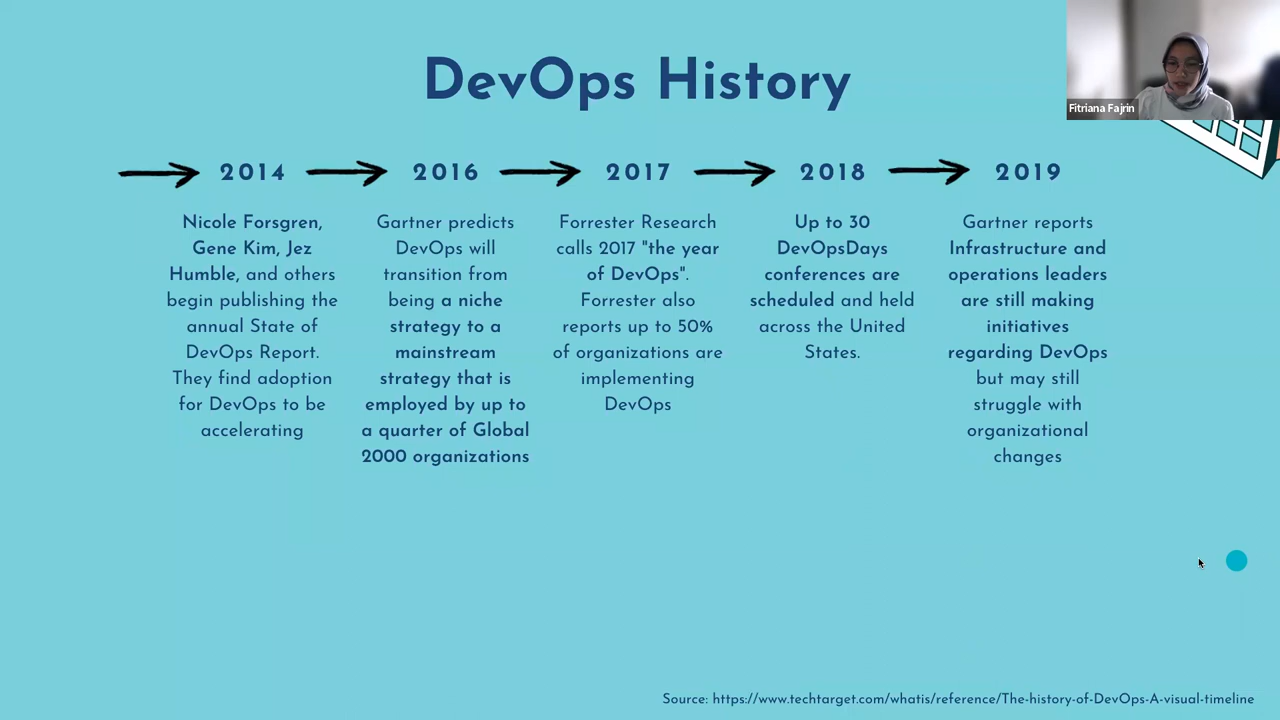 DevOps History
Fitriana Fajrin
2014
Nicole Forsgren,
Gene Kim, Jez
Humble, and others
begin publishing the
annual State of
DevOps Report.
They find adoption
for DevOps to be
accelerating
2016
Gartner predicts
DevOps will
transition from
being a niche
strategy to a
mainstream
strategy that is
employed by up to
a quarter of Global
2000 organizations
2017
Forrester Research
calls 2017 "the year
of DevOps".
Forrester also
reports up to 50%
of organizations are
implementing
DevOps
2018
Up to 30
DevOpsDays
conferences are
scheduled and held
across the United
States.
2019
Gartner reports
Infrastructure and
operations leaders
are still making
initiatives
regarding DevOps
but may still
struggle with
organizational
changes
Source: https://www.techtarget.com/whatis/reference/The-history-of-DevOps-A-visual-timeline